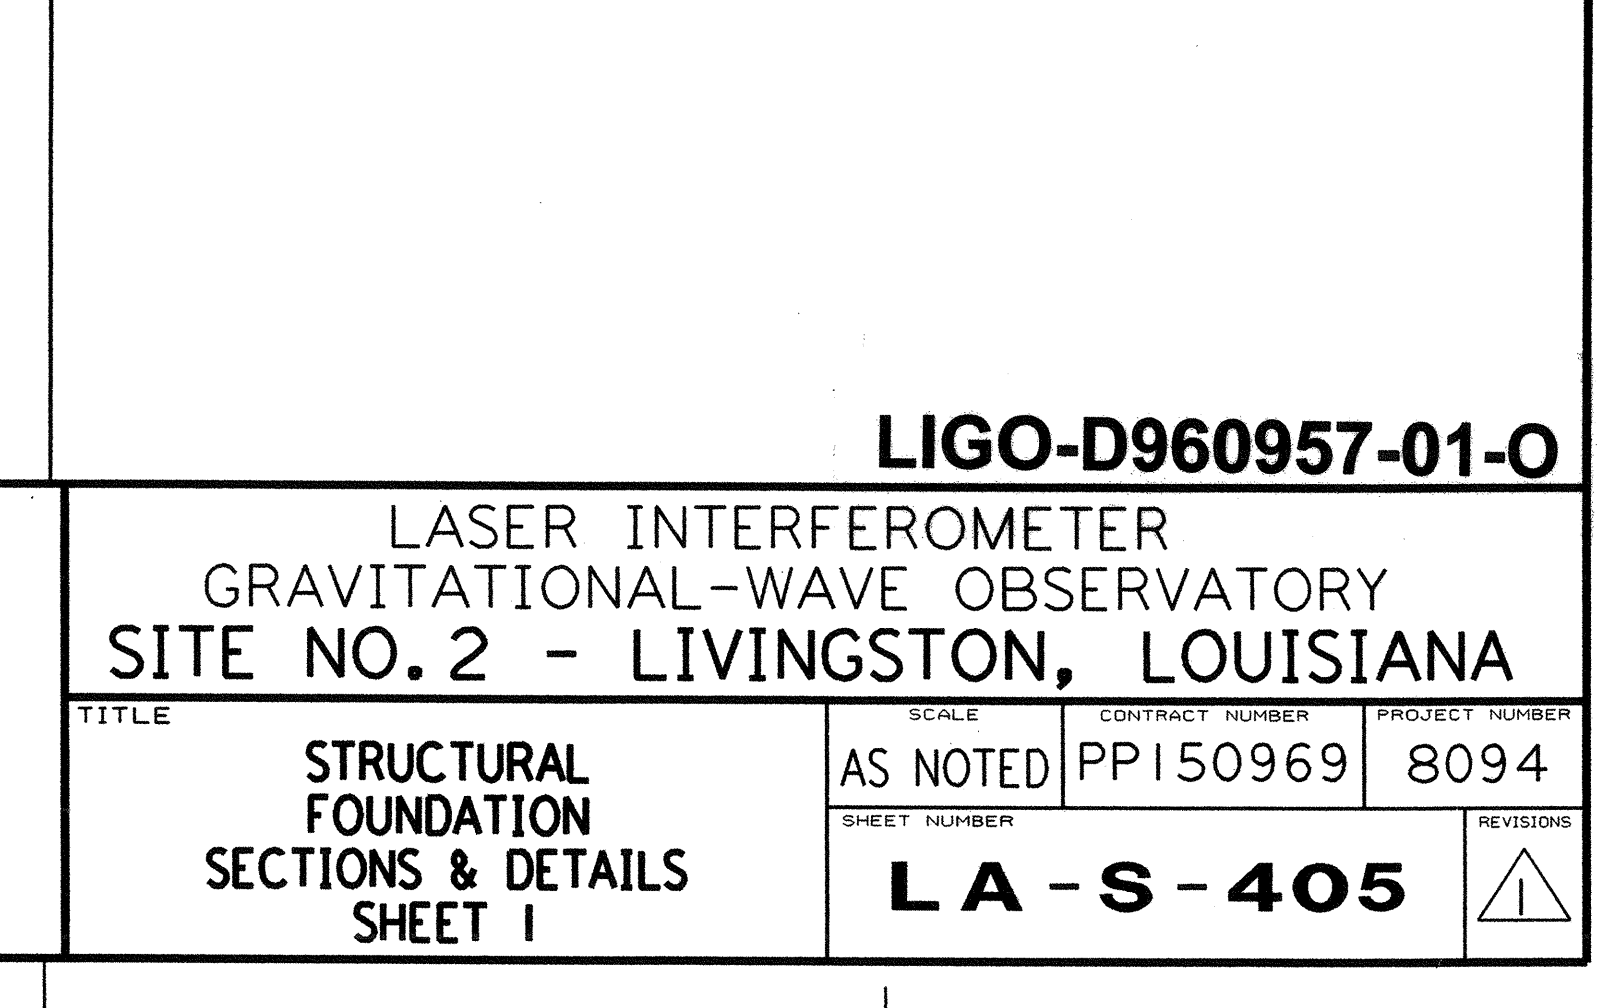 LIGO-D960957-01-O
LASER INTERFEROMETER
GRAVITATIONAL-WAVE OBSERVATORY
SITE NO. 2 - LIVINGSTON, LOUISIANA
TITLE
STRUCTURAL
FOUNDATION
SECTIONS & DETAILS
SHEET 1
SCALE
AS NOTED
CONTRACT NUMBER
PP150969
PROJECT NUMBER
8094
SHEET NUMBER
LA-S-405
REVISIONS
1